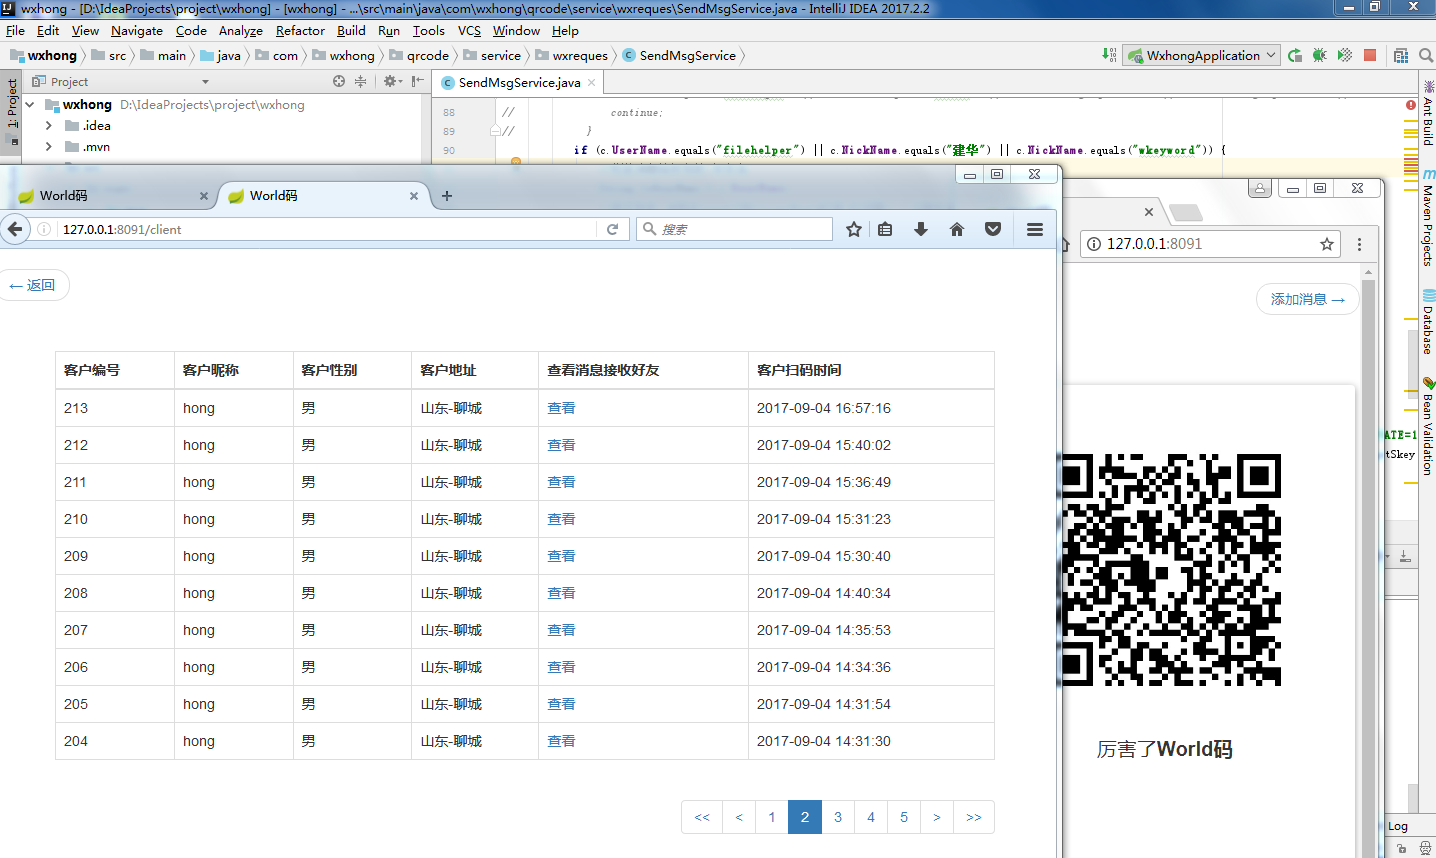 wxhong - [D:\IdeaProjects\project\wxhong] - [wxhong] - ...\src\main\java\com\wxhong\qrcode\service\wxreques\SendMsgService.java - IntelliJ IDEA 2017.2.2
File Edit View Navigate Code Analyze Refactor Build Run Tools VCS Window Help
wxhong src main java com wxhong qrcode service wxreques SendMsgService WxhongApplication
1: Project Project SendMsgService.java
wxhong D:\IdeaProjects\project\wxhong
.idea
.mvn
88 // continue;
89 // }
90 if (c.UserName.equals("filehelper") || c.NickName.equals("建华") || c.NickName.equals("wkeyword")) {
Ant Build
Maven Projects
Database
Bean Validation
World码 World码
127.0.0.1:8091/client 搜索
← 返回
客户编号 客户昵称 客户性别 客户地址 查看消息接收好友 客户扫码时间
213 hong 男 山东-聊城 查看 2017-09-04 16:57:16
212 hong 男 山东-聊城 查看 2017-09-04 15:40:02
211 hong 男 山东-聊城 查看 2017-09-04 15:36:49
210 hong 男 山东-聊城 查看 2017-09-04 15:31:23
209 hong 男 山东-聊城 查看 2017-09-04 15:30:40
208 hong 男 山东-聊城 查看 2017-09-04 14:40:34
207 hong 男 山东-聊城 查看 2017-09-04 14:35:53
206 hong 男 山东-聊城 查看 2017-09-04 14:34:36
205 hong 男 山东-聊城 查看 2017-09-04 14:31:54
204 hong 男 山东-聊城 查看 2017-09-04 14:31:30
<< < 1 2 3 4 5 > >>
127.0.0.1:8091
添加消息 →
厉害了World码
ATE=1
tSkey
Log